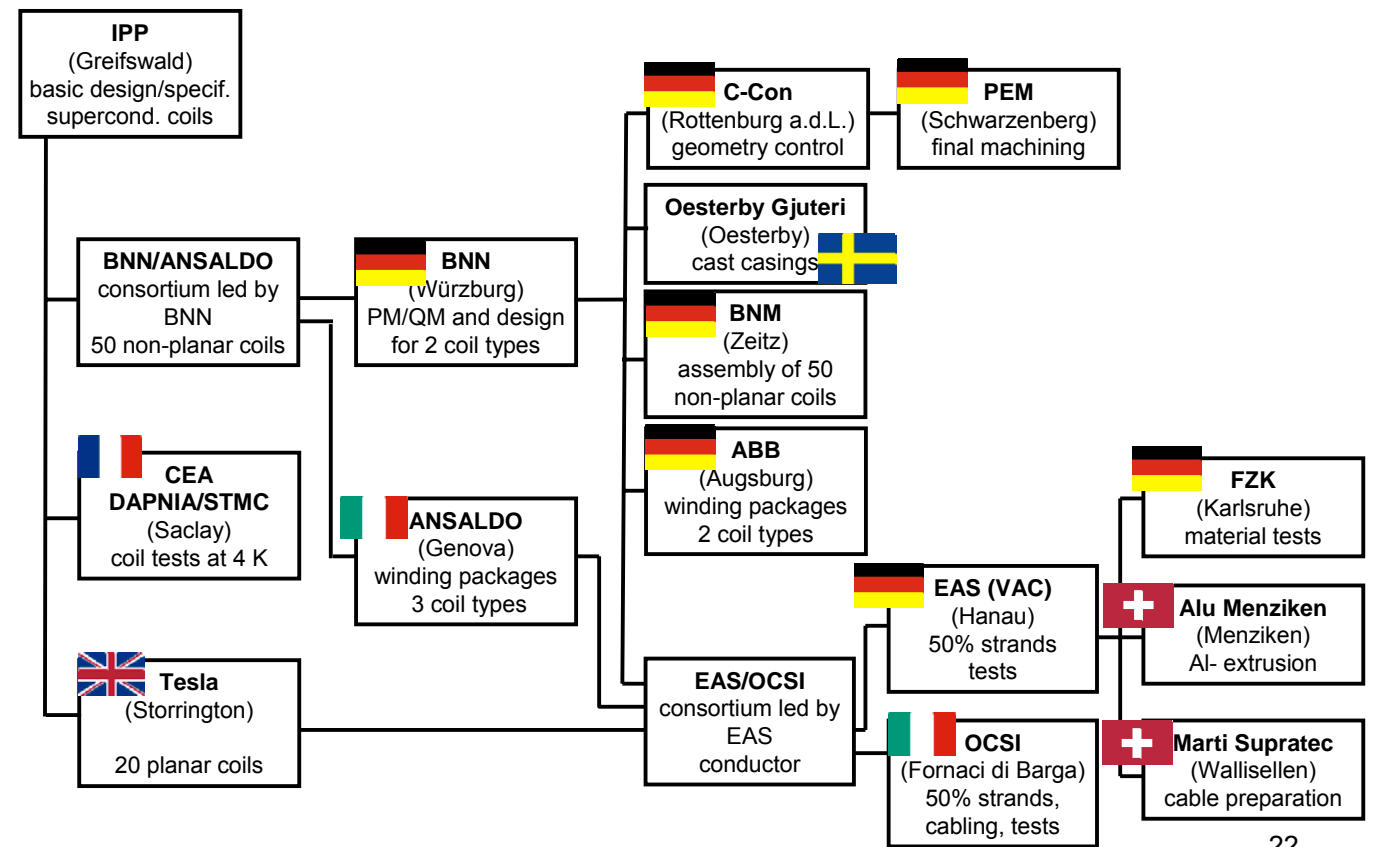 IPP
(Greifswald)
basic design/specif.
supercond. coils
C-Con
(Rottenburg a.d.L.)
geometry control
PEM
(Schwarzenberg)
final machining
Oesterby Gjuteri
(Oesterby)
cast casings
BNN/ANSALDO
consortium led by
BNN
50 non-planar coils
BNN
(Würzburg)
PM/QM and design
for 2 coil types
BNM
(Zeitz)
assembly of 50
non-planar coils
ABB
(Augsburg)
winding packages
2 coil types
CEA
DAPNIA/STMC
(Saclay)
coil tests at 4 K
ANSALDO
(Genova)
winding packages
3 coil types
FZK
(Karlsruhe)
material tests
EAS (VAC)
(Hanau)
50% strands
tests
Alu Menziken
(Menziken)
Al- extrusion
Tesla
(Storrington)
20 planar coils
EAS/OCSI
consortium led by
EAS
conductor
OCSI
(Fornaci di Barga)
50% strands,
cabling, tests
Marti Supratec
(Wallisellen)
cable preparation